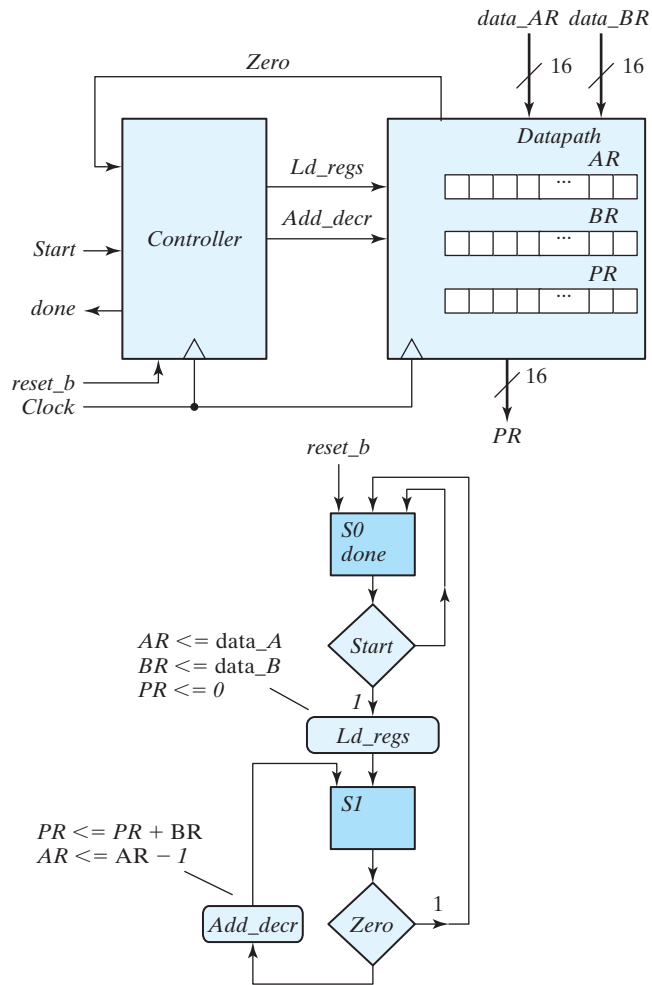 data_AR data_BR
16 16
Zero
Datapath
AR
...
Ld_regs
BR
...
Add_decr
Controller
Start
PR
...
done
reset_b
Clock
16
PR
reset_b
S0
done
Start
AR <= data_A
BR <= data_B
PR <= 0
1
Ld_regs
S1
PR <= PR + BR
AR <= AR − 1
1
Add_decr
Zero